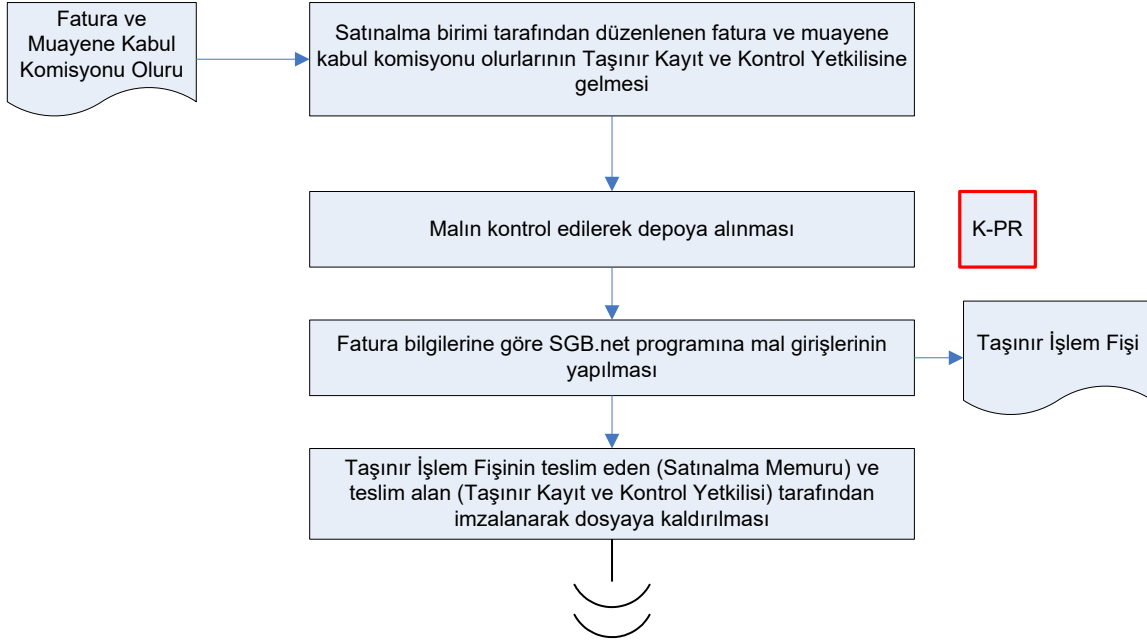 Fatura ve
Muayene Kabul
Komisyonu Oluru
Satınalma birimi tarafından düzenlenen fatura ve muayene
kabul komisyonu olurlarının Taşınır Kayıt ve Kontrol Yetkilisine
gelmesi
Malın kontrol edilerek depoya alınması
K-PR
Fatura bilgilerine göre SGB.net programına mal girişlerinin
yapılması
Taşınır İşlem Fişi
Taşınır İşlem Fişinin teslim eden (Satınalma Memuru) ve
teslim alan (Taşınır Kayıt ve Kontrol Yetkilisi) tarafından
imzalanarak dosyaya kaldırılması